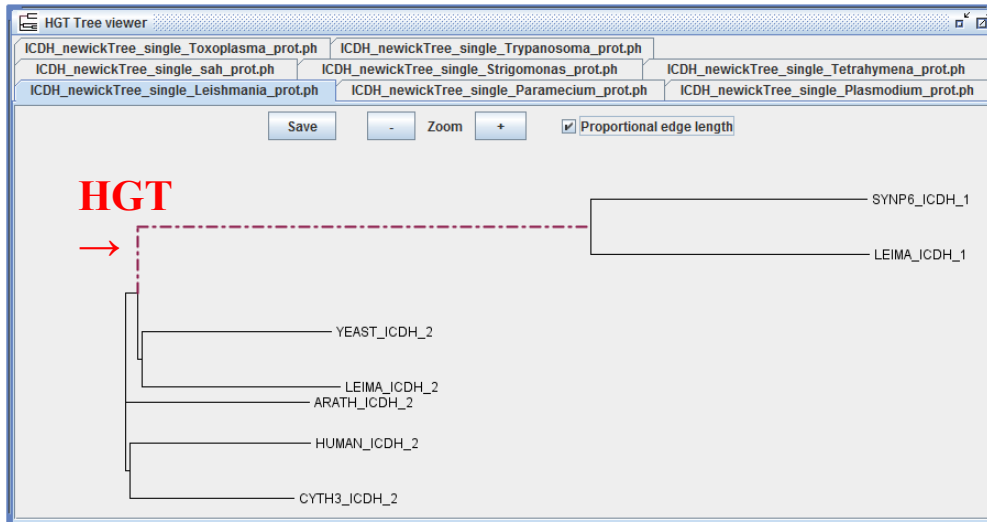 HGT Tree viewer
ICDH_newickTree_single_Toxoplasma_prot.ph ICDH_newickTree_single_Trypanosoma_prot.ph
ICDH_newickTree_single_sah_prot.ph ICDH_newickTree_single_Strigomonas_prot.ph ICDH_newickTree_single_Tetrahymena_prot.ph
ICDH_newickTree_single_Leishmania_prot.ph ICDH_newickTree_single_Paramecium_prot.ph ICDH_newickTree_single_Plasmodium_prot.ph
Save - Zoom + Proportional edge length
HGT
→
SYNP6_ICDH_1
LEIMA_ICDH_1
YEAST_ICDH_2
LEIMA_ICDH_2
ARATH_ICDH_2
HUMAN_ICDH_2
CYTH3_ICDH_2